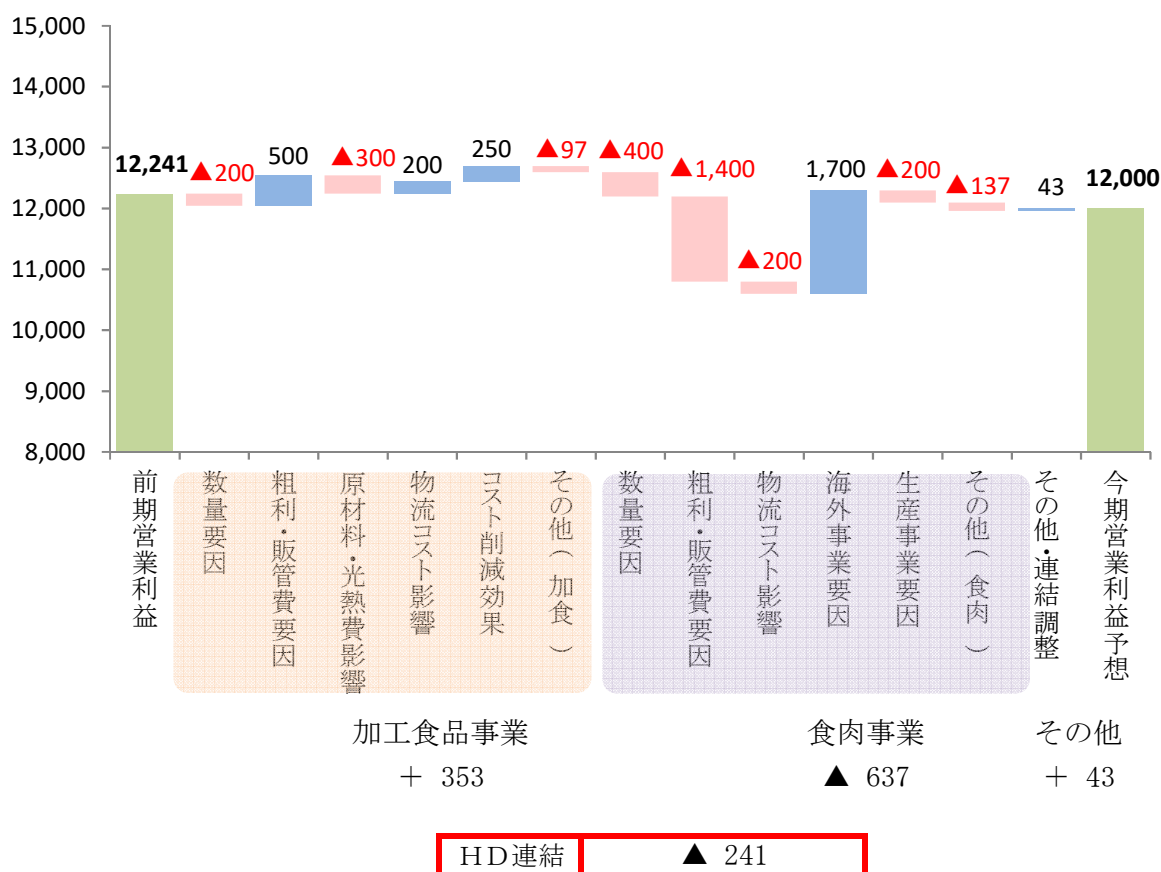 15,000
14,000
13,000
12,000
11,000
10,000
9,000
8,000
12,241
▲200
500
▲300
200
250
▲97
▲400
▲1,400
▲200
1,700
▲200
▲137
43
12,000
前期営業利益
数量要因
粗利・販管費要因
原材料・光熱費影響
物流コスト影響
コスト削減効果
その他(加食)
数量要因
粗利・販管費要因
物流コスト影響
海外事業要因
生産事業要因
その他(食肉)
その他・連結調整
今期営業利益予想
加工食品事業
＋ 353
食肉事業
▲ 637
その他
＋ 43
ＨＤ連結 ▲ 241